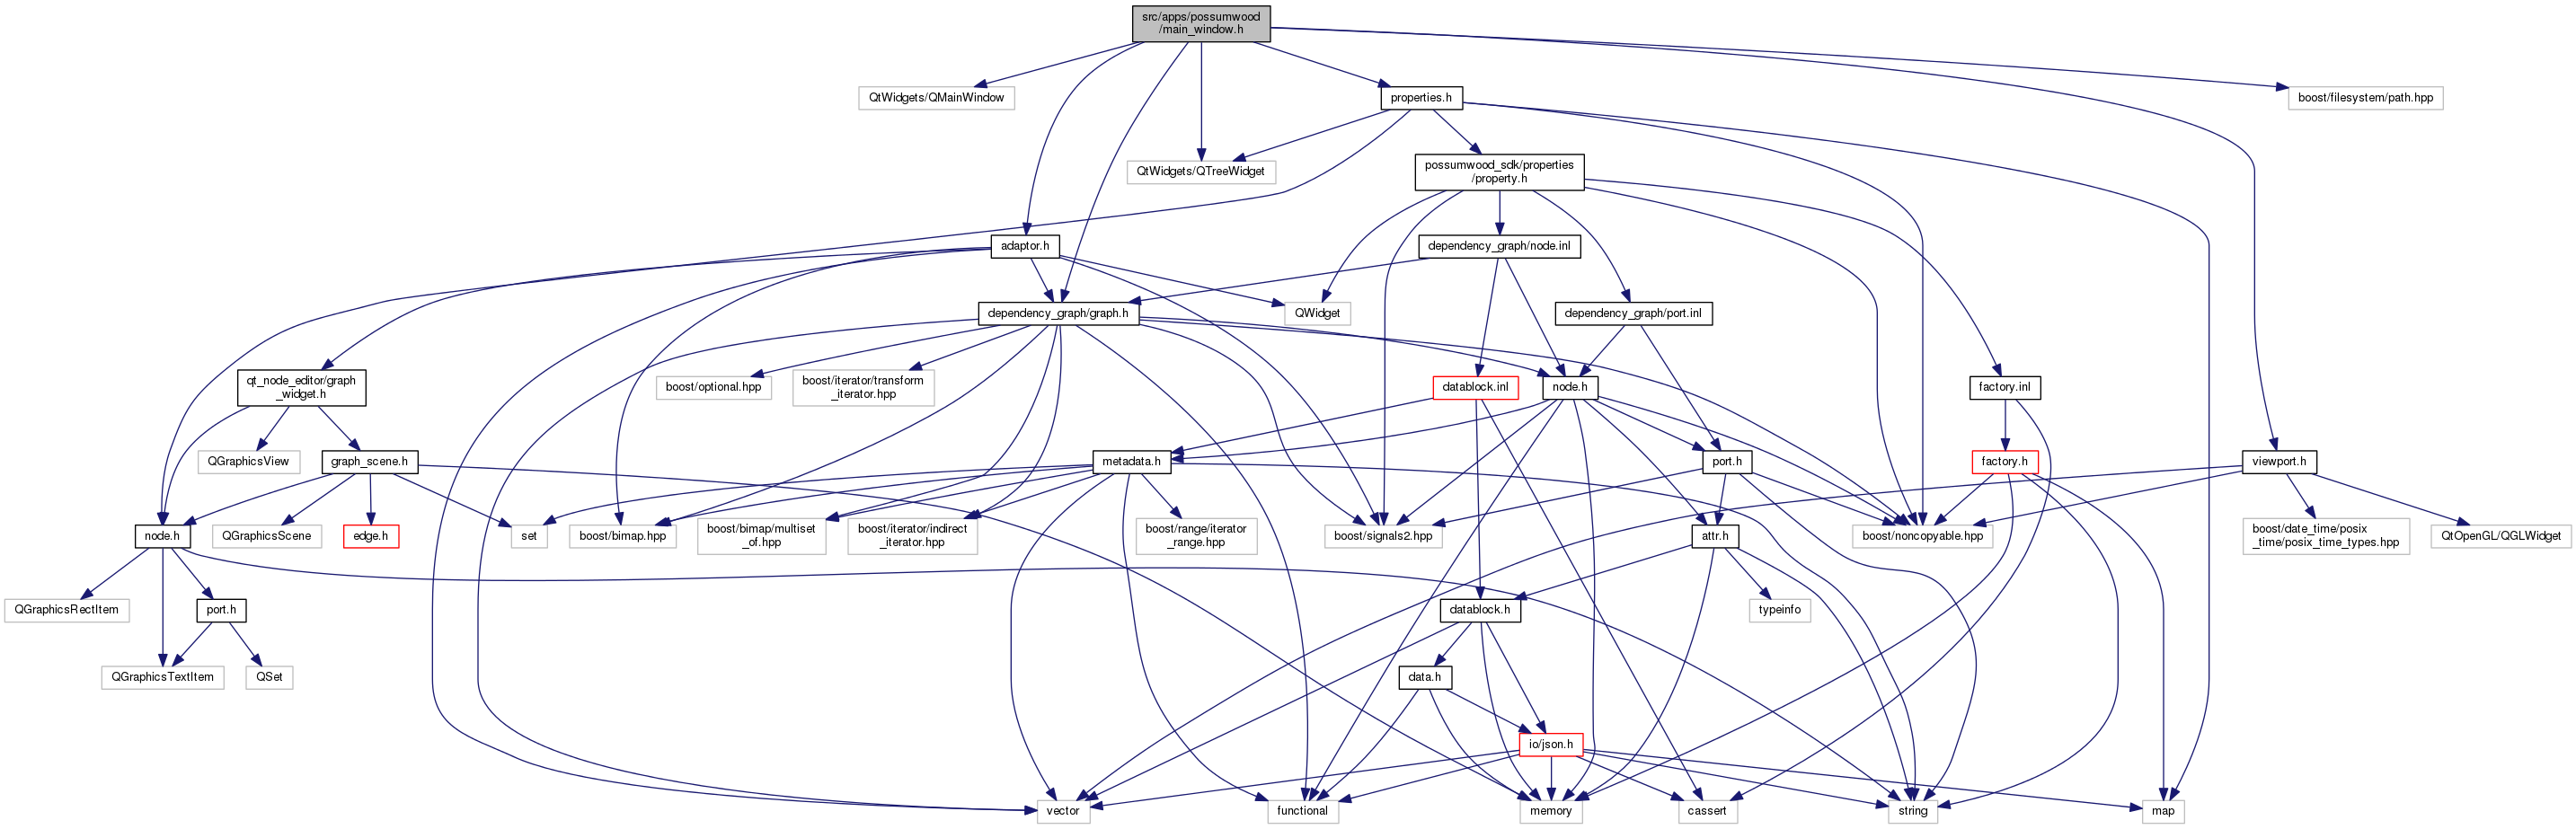 src/apps/possumwood
/main_window.h
QtWidgets/QMainWindow
properties.h
boost/filesystem/path.hpp
QtWidgets/QTreeWidget
possumwood_sdk/properties
/property.h
adaptor.h
dependency_graph/node.inl
dependency_graph/graph.h
QWidget
dependency_graph/port.inl
qt_node_editor/graph
_widget.h
boost/optional.hpp
boost/iterator/transform
_iterator.hpp
datablock.inl
node.h
factory.inl
QGraphicsView
graph_scene.h
metadata.h
port.h
factory.h
viewport.h
node.h
QGraphicsScene
edge.h
set
boost/bimap.hpp
boost/bimap/multiset
_of.hpp
boost/iterator/indirect
_iterator.hpp
boost/range/iterator
_range.hpp
boost/signals2.hpp
attr.h
boost/noncopyable.hpp
boost/date_time/posix
_time/posix_time_types.hpp
QtOpenGL/QGLWidget
QGraphicsRectItem
port.h
datablock.h
typeinfo
QGraphicsTextItem
QSet
data.h
io/json.h
vector
functional
memory
cassert
string
map